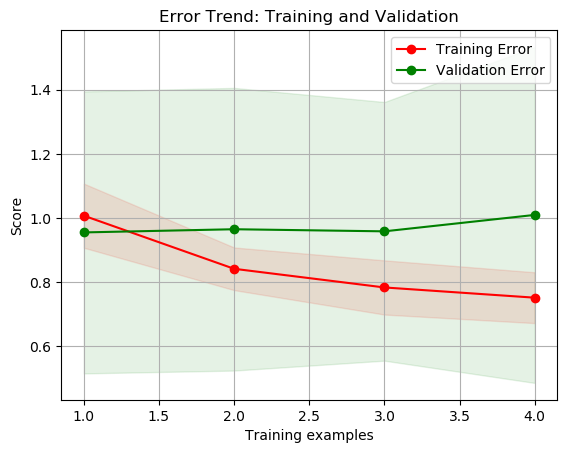 Error Trend: Training and Validation
Training Error
Validation Error
1.4
1.2
1.0
0.8
0.6
Score
1.0 1.5 2.0 2.5 3.0 3.5 4.0
Training examples